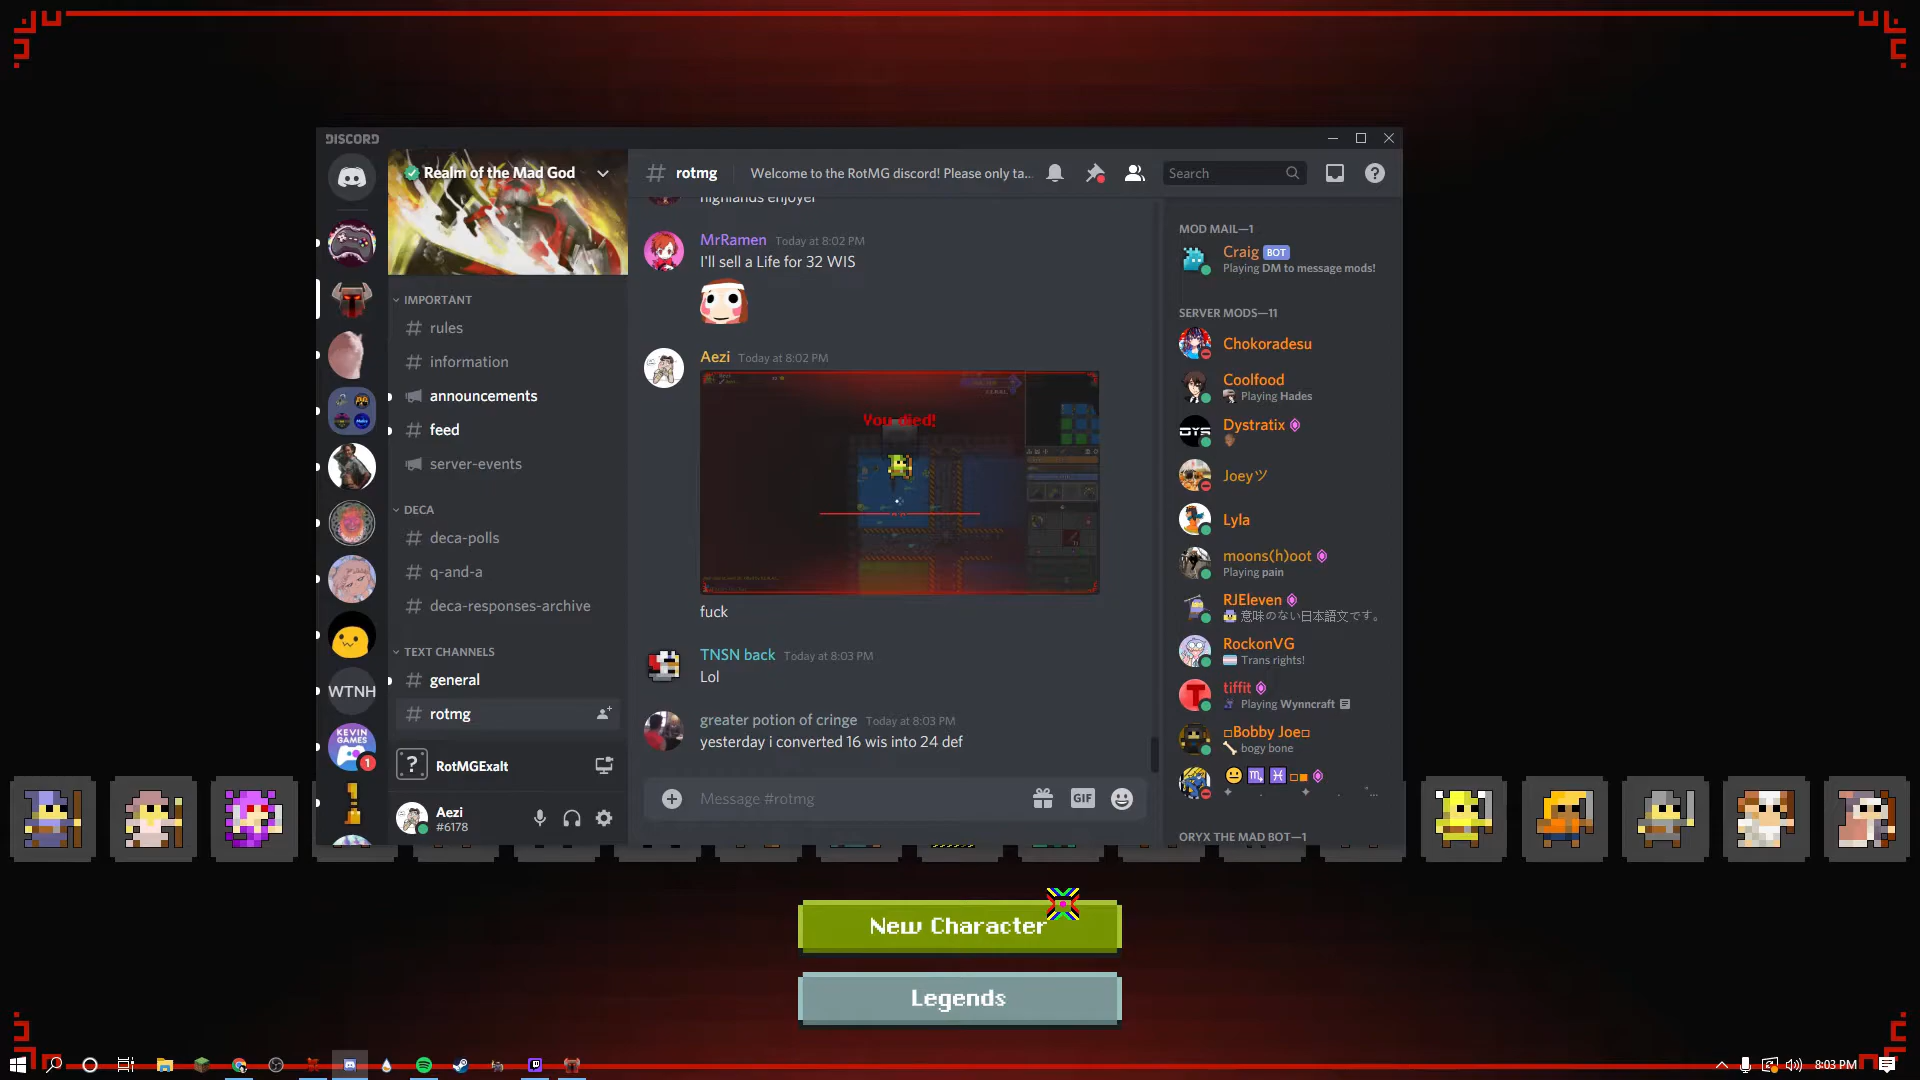 DISCORD
Realm of the Mad God
rotmg
Welcome to the RotMG discord! Please only ta...
Search
IMPORTANT
rules
information
announcements
feed
server-events
DECA
deca-polls
q-and-a
deca-responses-archive
TEXT CHANNELS
general
rotmg
WTNH
KEVIN
GAMES
1
RotMGExalt
Aezi
#6178
highlands enjoyer
MrRamen Today at 8:02 PM
I'll sell a Life for 32 WIS
Aezi Today at 8:02 PM
You died!
fuck
TNSN back Today at 8:03 PM
Lol
greater potion of cringe Today at 8:03 PM
yesterday i converted 16 wis into 24 def
Message #rotmg
GIF
MOD MAIL—1
Craig BOT
Playing DM to message mods!
SERVER MODS—11
Chokoradesu
Coolfood
Playing Hades
DYS
Dystratix
Joeyツ
Lyla
moons(h)oot
Playing pain
RJEleven
意味のない日本語文です。
RockonVG
Trans rights!
tiffit
Playing Wynncraft
□Bobby Joe□
bogy bone
ORYX THE MAD BOT—1
New Character
Legends
8:03 PM